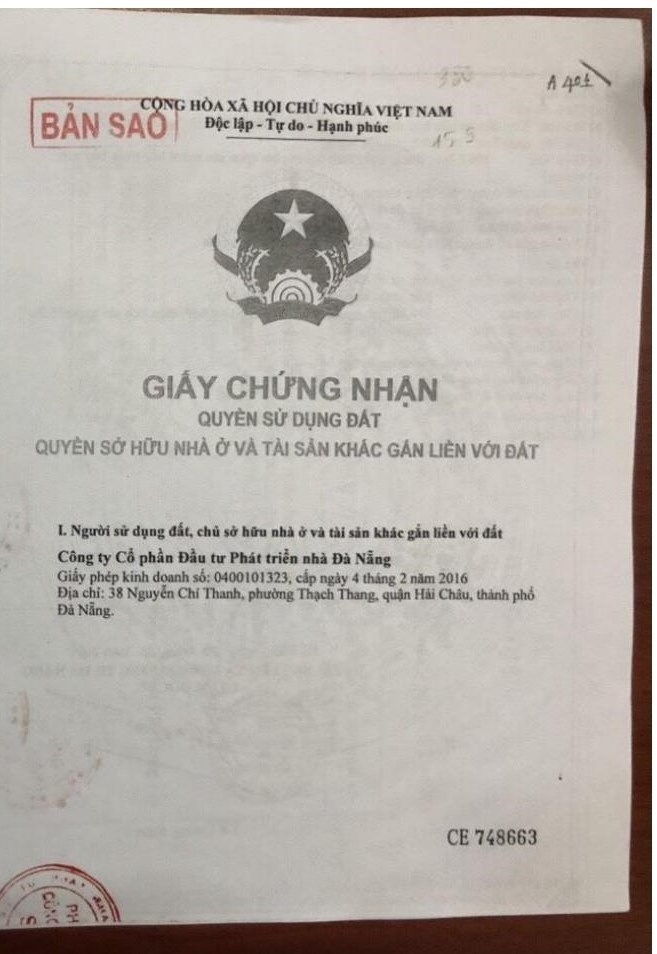 A 404
BẢN SAO
CỘNG HÒA XÃ HỘI CHỦ NGHĨA VIỆT NAM
Độc lập - Tự do - Hạnh phúc
GIẤY CHỨNG NHẬN
QUYỀN SỬ DỤNG ĐẤT
QUYỀN SỞ HỮU NHÀ Ở VÀ TÀI SẢN KHÁC GẮN LIỀN VỚI ĐẤT
I. Người sử dụng đất, chủ sở hữu nhà ở và tài sản khác gắn liền với đất
Công ty Cổ phần Đầu tư Phát triển nhà Đà Nẵng
Giấy phép kinh doanh số: 0400101323, cấp ngày 4 tháng 2 năm 2016
Địa chỉ: 38 Nguyễn Chí Thanh, phường Thạch Thang, quận Hải Châu, thành phố
Đà Nẵng.
CE 748663